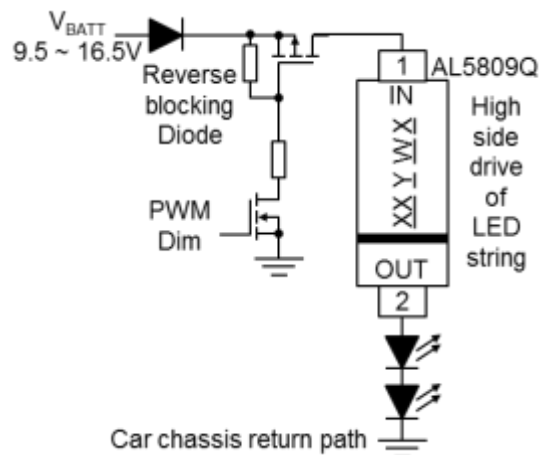 VBATT
9.5 ~ 16.5V
Reverse
blocking
Diode
PWM
Dim
1
AL5809Q
IN
XX Y WX
OUT
2
High
side
drive
of
LED
string
Car chassis return path